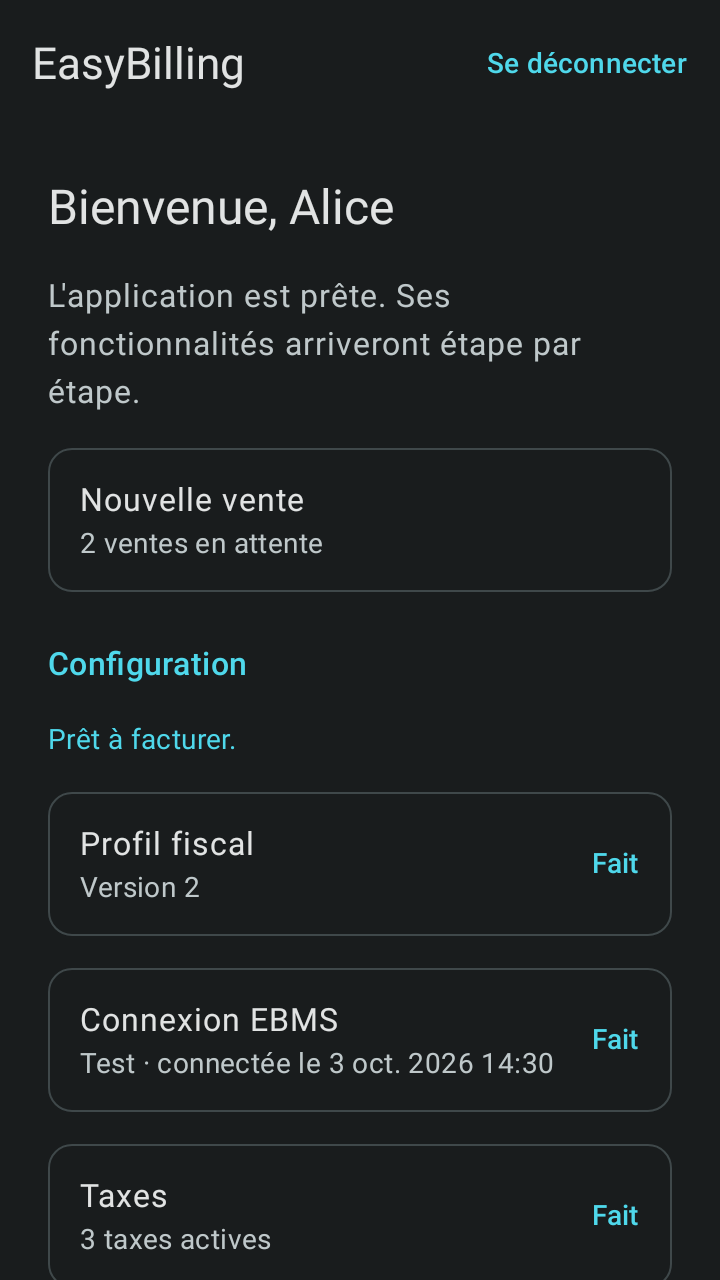 EasyBilling
Se déconnecter
Bienvenue, Alice
L'application est prête. Ses
fonctionnalités arriveront étape par
étape.
Nouvelle vente
2 ventes en attente
Configuration
Prêt à facturer.
Profil fiscal
Version 2
Fait
Connexion EBMS
Test · connectée le 3 oct. 2026 14:30
Fait
Taxes
3 taxes actives
Fait